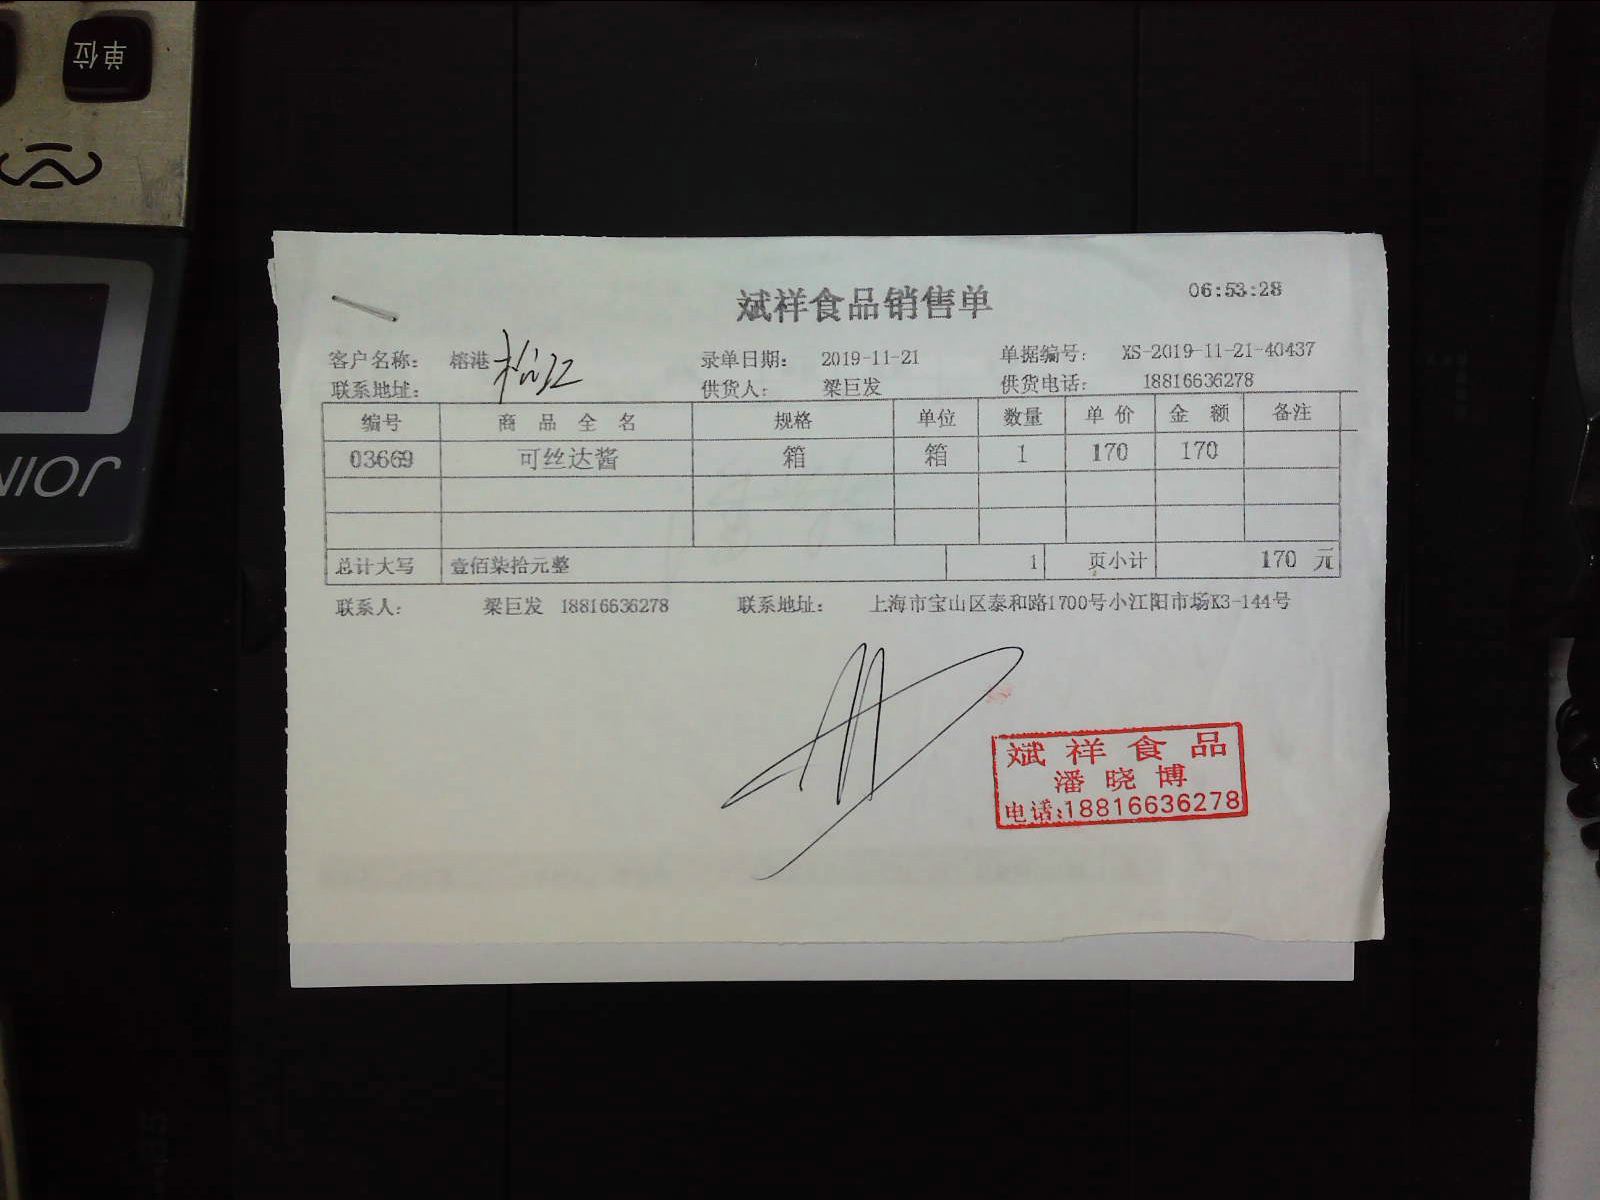 单位
JOINI
斌祥食品销售单
06:53:28
客户名称： 榕港 松江 录单日期： 2019-11-21 单据编号： XS-2019-11-21-40437
联系地址： 供货人： 梁巨发 供货电话： 18816636278
编号 商品全名 规格 单位 数量 单价 金额 备注
03669 可丝达酱 箱 箱 1 170 170
总计大写 壹佰柒拾元整 1 页小计 170 元
联系人： 梁巨发 18816636278 联系地址： 上海市宝山区泰和路1700号小江阳市场K3-144号
斌祥食品
潘晓博
电话:18816636278